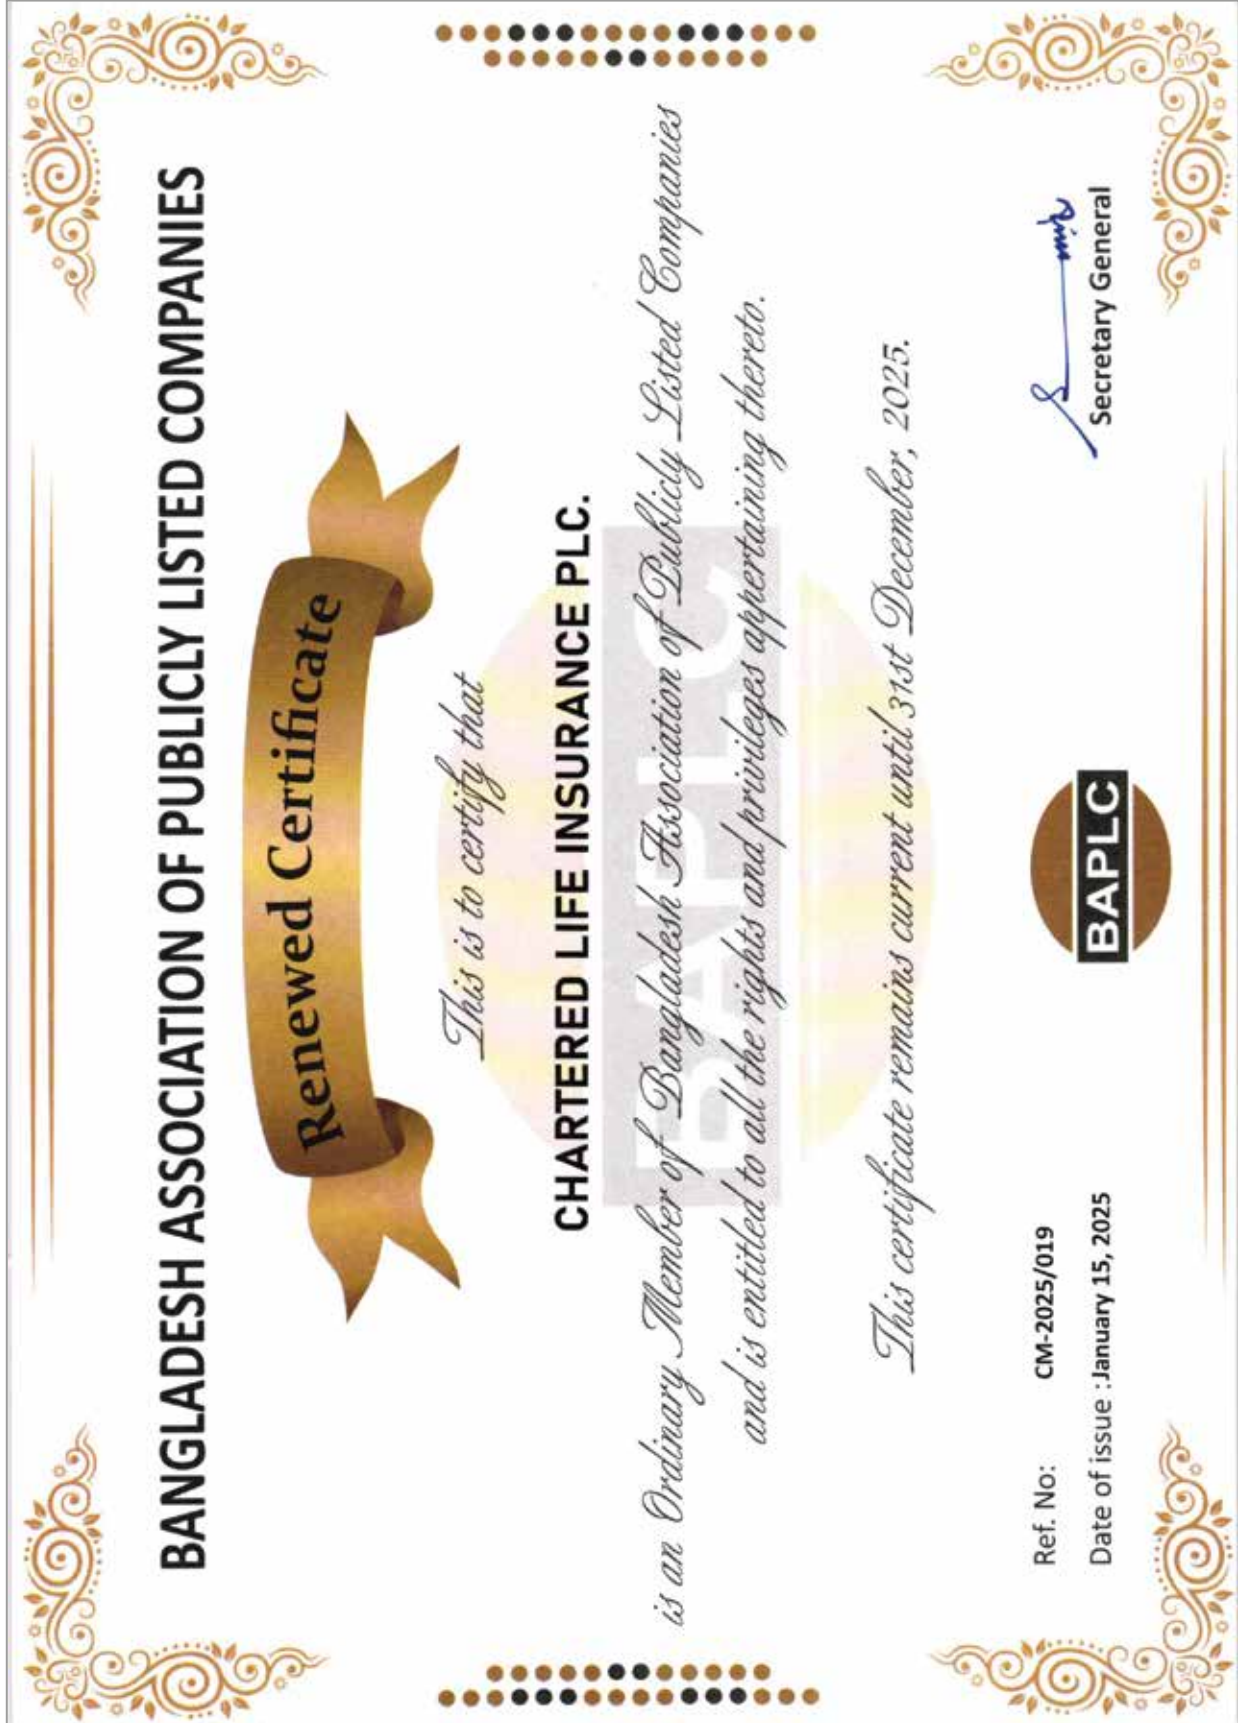 BANGLADESH ASSOCIATION OF PUBLICLY LISTED COMPANIES
Renewed Certificate
This is to certify that
CHARTERED LIFE INSURANCE PLC.
is an Ordinary Member of Bangladesh Association of Publicly Listed Companies
and is entitled to all the rights and privileges appertaining thereto.
BAPLC
This certificate remains current until 31st December, 2025.
Ref. No: CM-2025/019
Date of issue :January 15, 2025
BAPLC
Secretary General